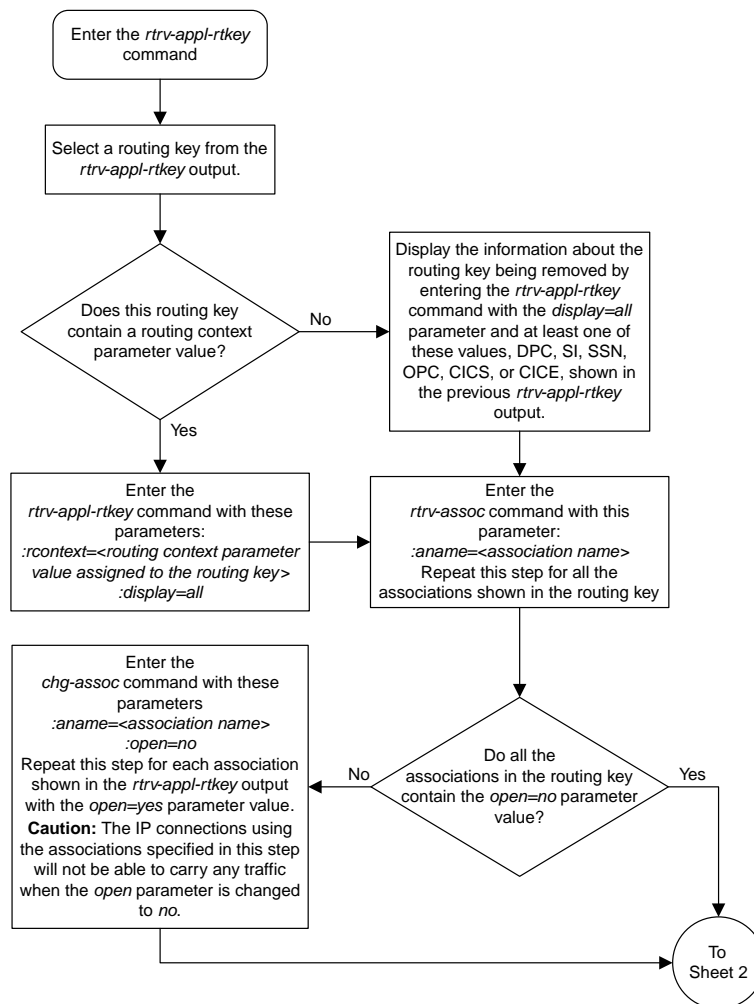 Enter the rtrv-appl-rtkey
command
Select a routing key from the
rtrv-appl-rtkey output.
Does this routing key
contain a routing context
parameter value?
No
Yes
Display the information about the
routing key being removed by
entering the rtrv-appl-rtkey
command with the display=all
parameter and at least one of
these values, DPC, SI, SSN,
OPC, CICS, or CICE, shown in
the previous rtrv-appl-rtkey
output.
Enter the
rtrv-appl-rtkey command with these
parameters:
:rcontext=<routing context parameter
value assigned to the routing key>
:display=all
Enter the
rtrv-assoc command with this
parameter:
:aname=<association name>
Repeat this step for all the
associations shown in the routing key
Do all the
associations in the routing key
contain the open=no parameter
value?
No
Yes
Enter the
chg-assoc command with these
parameters
:aname=<association name>
:open=no
Repeat this step for each association
shown in the rtrv-appl-rtkey output
with the open=yes parameter value.
Caution: The IP connections using
the associations specified in this step
will not be able to carry any traffic
when the open parameter is changed
to no.
To
Sheet 2